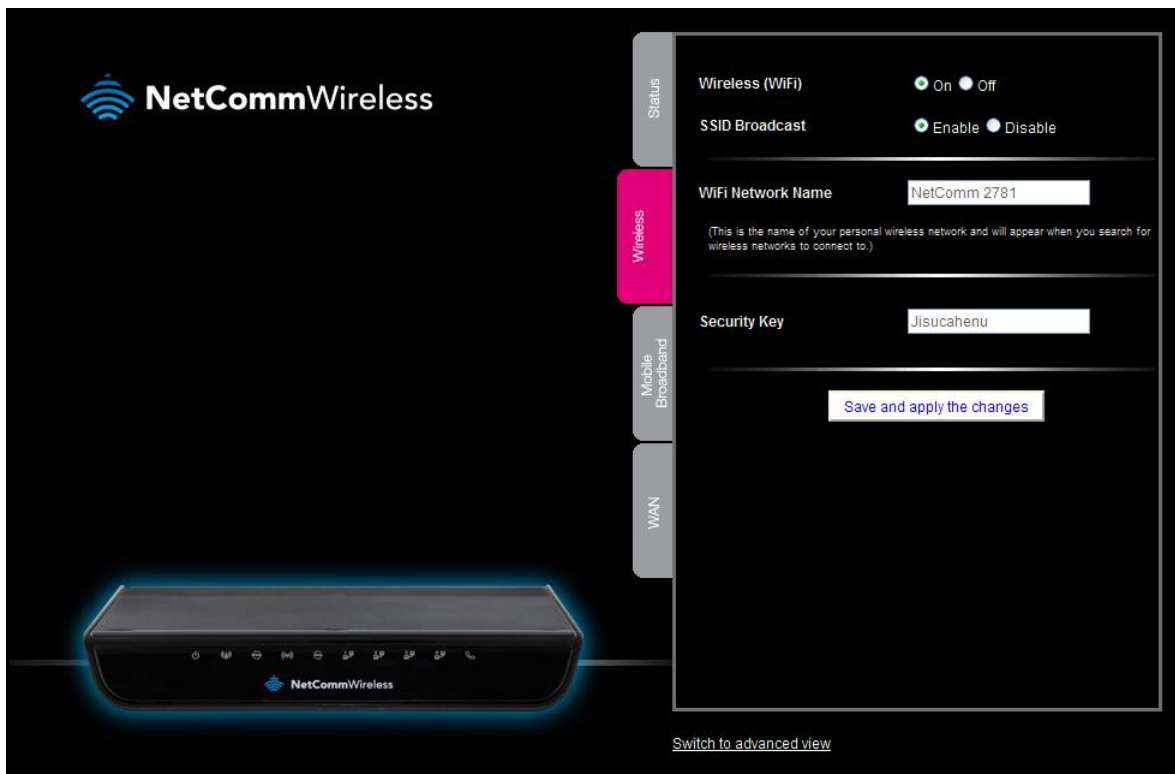 NetCommWireless
Status
Wireless
Mobile
Broadband
WAN
Wireless (WiFi) On Off
SSID Broadcast Enable Disable
WiFi Network Name NetComm 2781
(This is the name of your personal wireless network and will appear when you search for
wireless networks to connect to.)
Security Key Jisucahenu
Save and apply the changes
NetCommWireless
Switch to advanced view